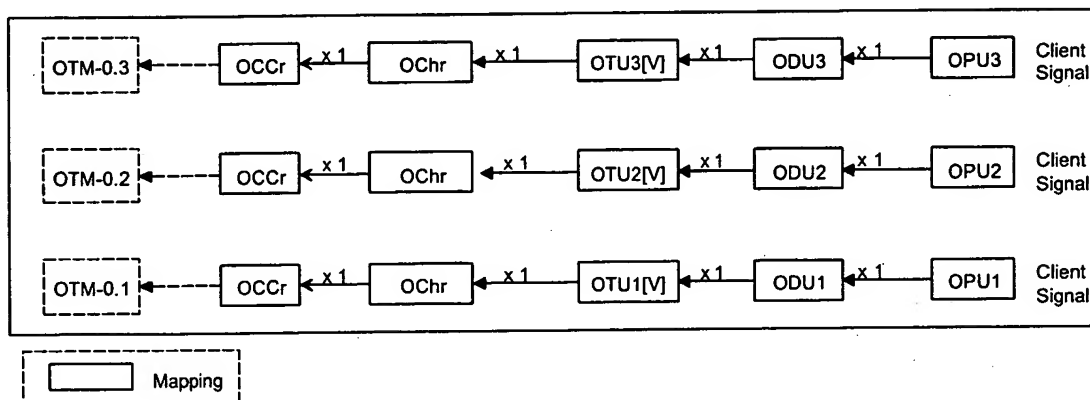 OTM-0.3 OCCr x 1 OChr x 1 OTU3[V] x 1 ODU3 x 1 OPU3 Client Signal
OTM-0.2 OCCr x 1 OChr x 1 OTU2[V] x 1 ODU2 x 1 OPU2 Client Signal
OTM-0.1 OCCr x 1 OChr x 1 OTU1[V] x 1 ODU1 x 1 OPU1 Client Signal
Mapping